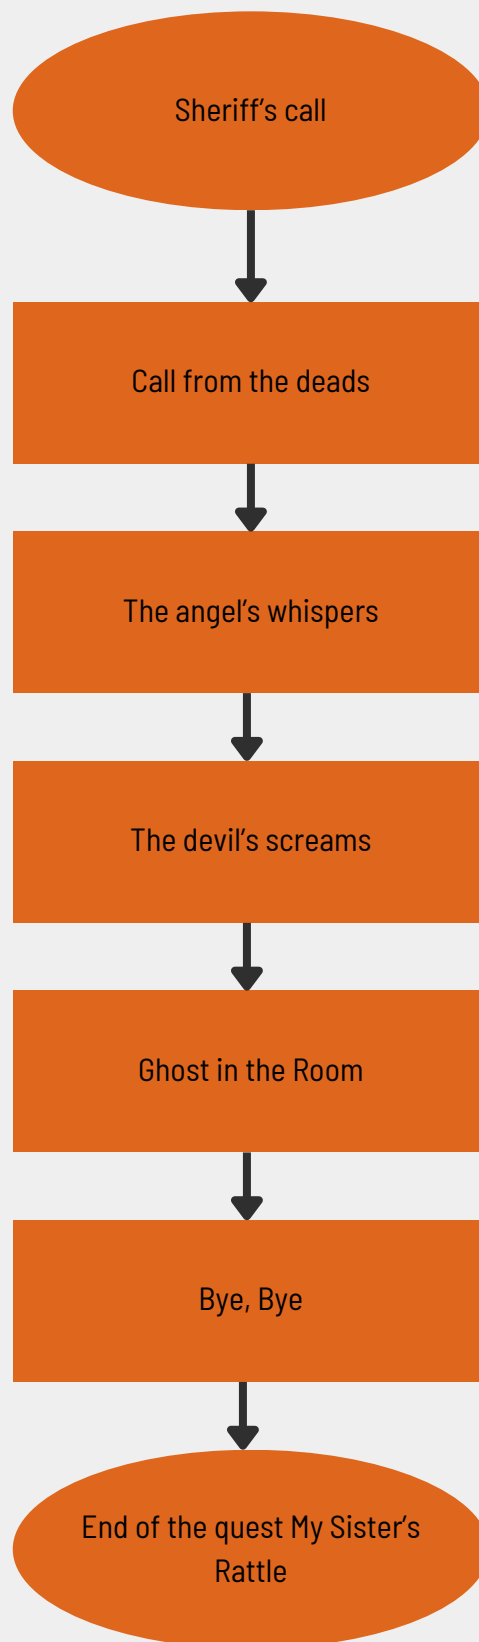 Sheriff's call
Call from the deads
The angel's whispers
The devil's screams
Ghost in the Room
Bye, Bye
End of the quest My Sister's
Rattle